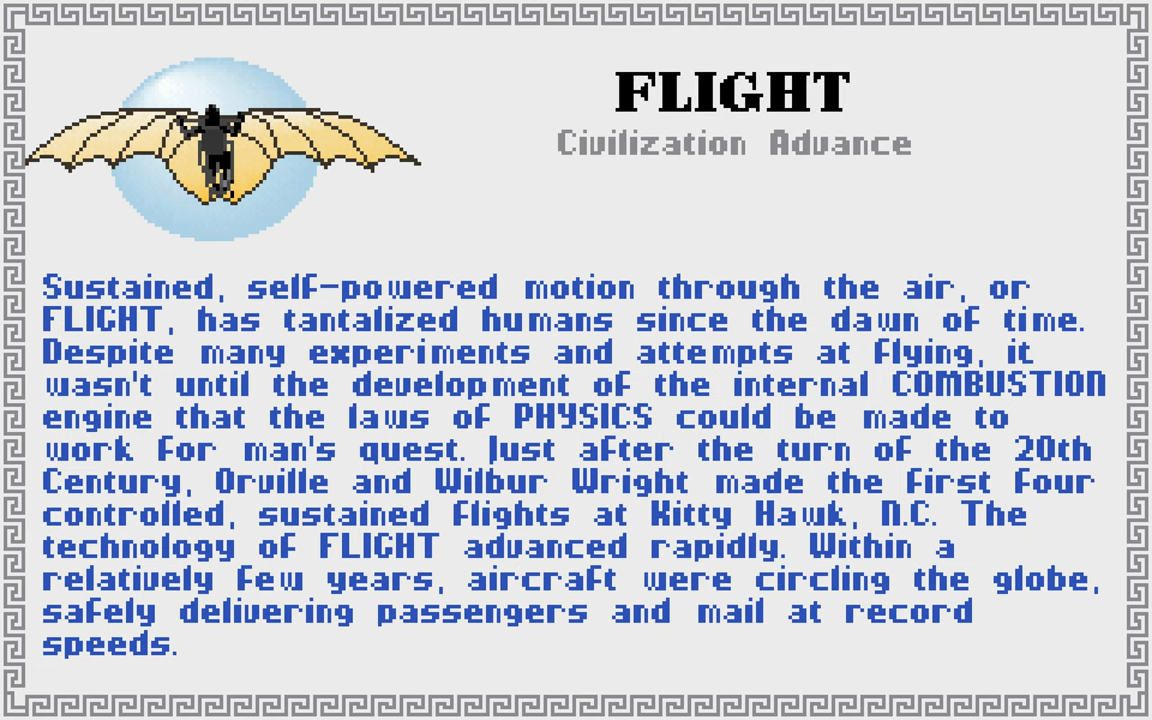 FLIGHT
Civilization Advance
Sustained, self-powered motion through the air, or
FLIGHT, has tantalized humans since the dawn of time.
Despite many experiments and attempts at flying, it
wasn't until the development of the internal COMBUSTION
engine that the laws of PHYSICS could be made to
work for man's quest. Just after the turn of the 20th
Century, Orville and Wilbur Wright made the first four
controlled, sustained flights at Kitty Hawk, N.C. The
technology of FLIGHT advanced rapidly. Within a
relatively few years, aircraft were circling the globe,
safely delivering passengers and mail at record
speeds.